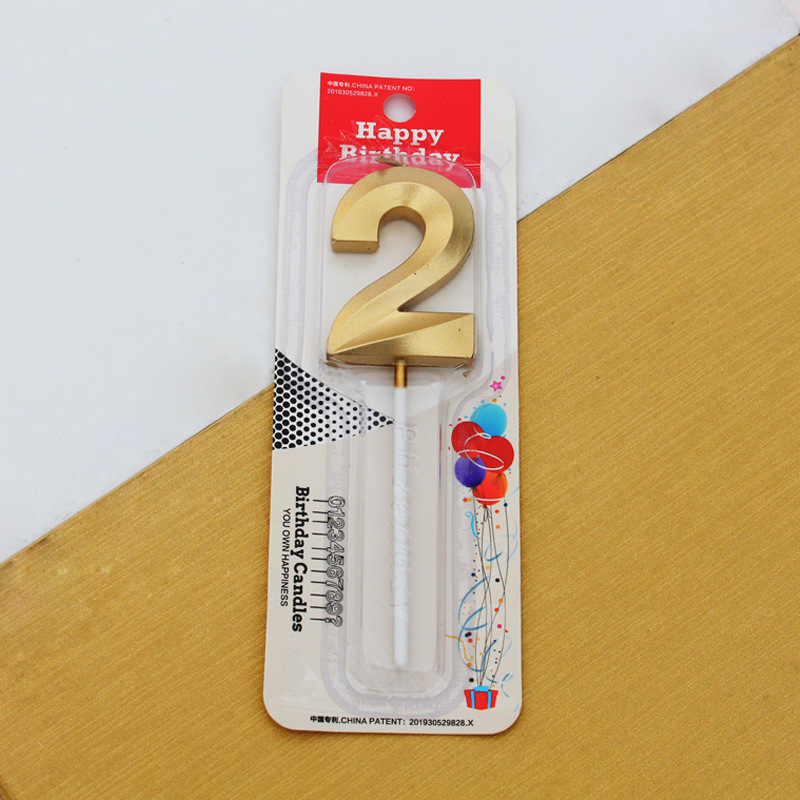 中国专利.CHINA PATENT NO:
201930529828.X
Happy
Birthday
2
0123456789?
Birthday Candles
YOU OWN HAPPINESS
中国专利.CHINA PATENT: 201930529828.X